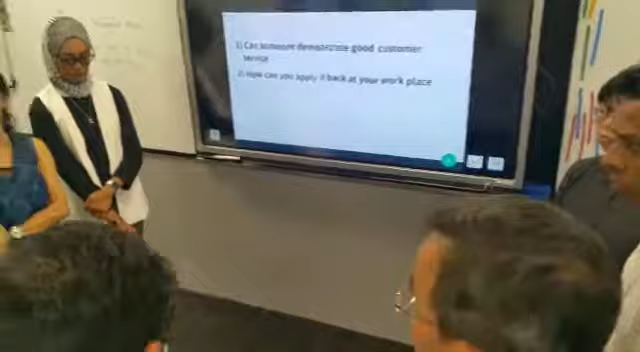 1) Can someone demonstrate good customer
service
2) How can you apply it back at your work place